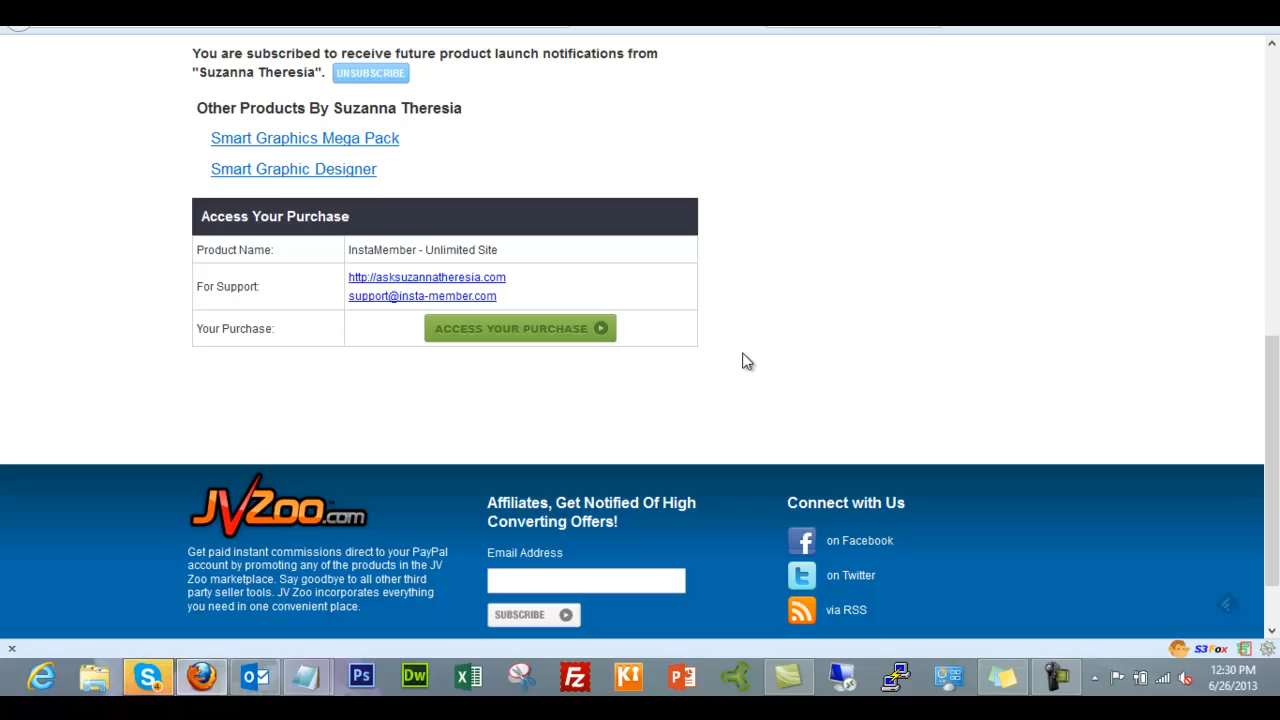 You are subscribed to receive future product launch notifications from
"Suzanna Theresia". UNSUBSCRIBE
Other Products By Suzanna Theresia
Smart Graphics Mega Pack
Smart Graphic Designer
Access Your Purchase
Product Name: InstaMember - Unlimited Site
For Support: http://asksuzannatheresia.com
support@insta-member.com
Your Purchase: ACCESS YOUR PURCHASE
JVZoo.com
Get paid instant commissions direct to your PayPal
account by promoting any of the products in the JV
Zoo marketplace. Say goodbye to all other third
party seller tools. JV Zoo incorporates everything
you need in one convenient place.
Affiliates, Get Notified Of High
Converting Offers!
Email Address
SUBSCRIBE
Connect with Us
on Facebook
on Twitter
via RSS
S3Fox
Ps
Dw
Fz
Ki
12:30 PM
6/26/2013